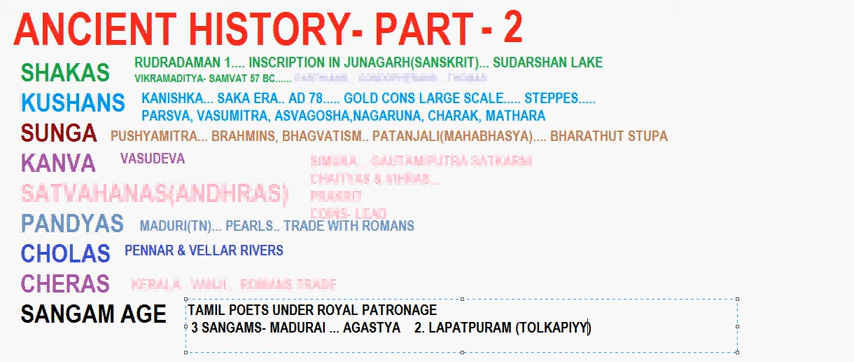 ANCIENT HISTORY- PART - 2
SHAKAS RUDRADAMAN 1.... INSCRIPTION IN JUNAGARH(SANSKRIT)... SUDARSHAN LAKE
VIKRAMADITYA- SAMVAT 57 BC...... PARTHIANS... GONDOPHERNES... THOMAS
KUSHANS KANISHKA... SAKA ERA.. AD 78..... GOLD CONS LARGE SCALE..... STEPPES.....
PARSVA, VASUMITRA, ASVAGOSHA,NAGARUNA, CHARAK, MATHARA
SUNGA PUSHYAMITRA... BRAHMINS, BHAGVATISM.. PATANJALI(MAHABHASYA).... BHARATHUT STUPA
KANVA VASUDEVA
SIMUKA... GAUTAMIPUTRA SATKARNI
CHAITYAS & VIHRAS...
SATVAHANAS(ANDHRAS) PRAKRIT
COINS- LEAD
PANDYAS MADURI(TN)... PEARLS.. TRADE WITH ROMANS
CHOLAS PENNAR & VELLAR RIVERS
CHERAS KERALA.. VANJI... ROMANS TRADE
SANGAM AGE TAMIL POETS UNDER ROYAL PATRONAGE
3 SANGAMS- MADURAI ... AGASTYA 2. LAPATPURAM (TOLKAPIYY)